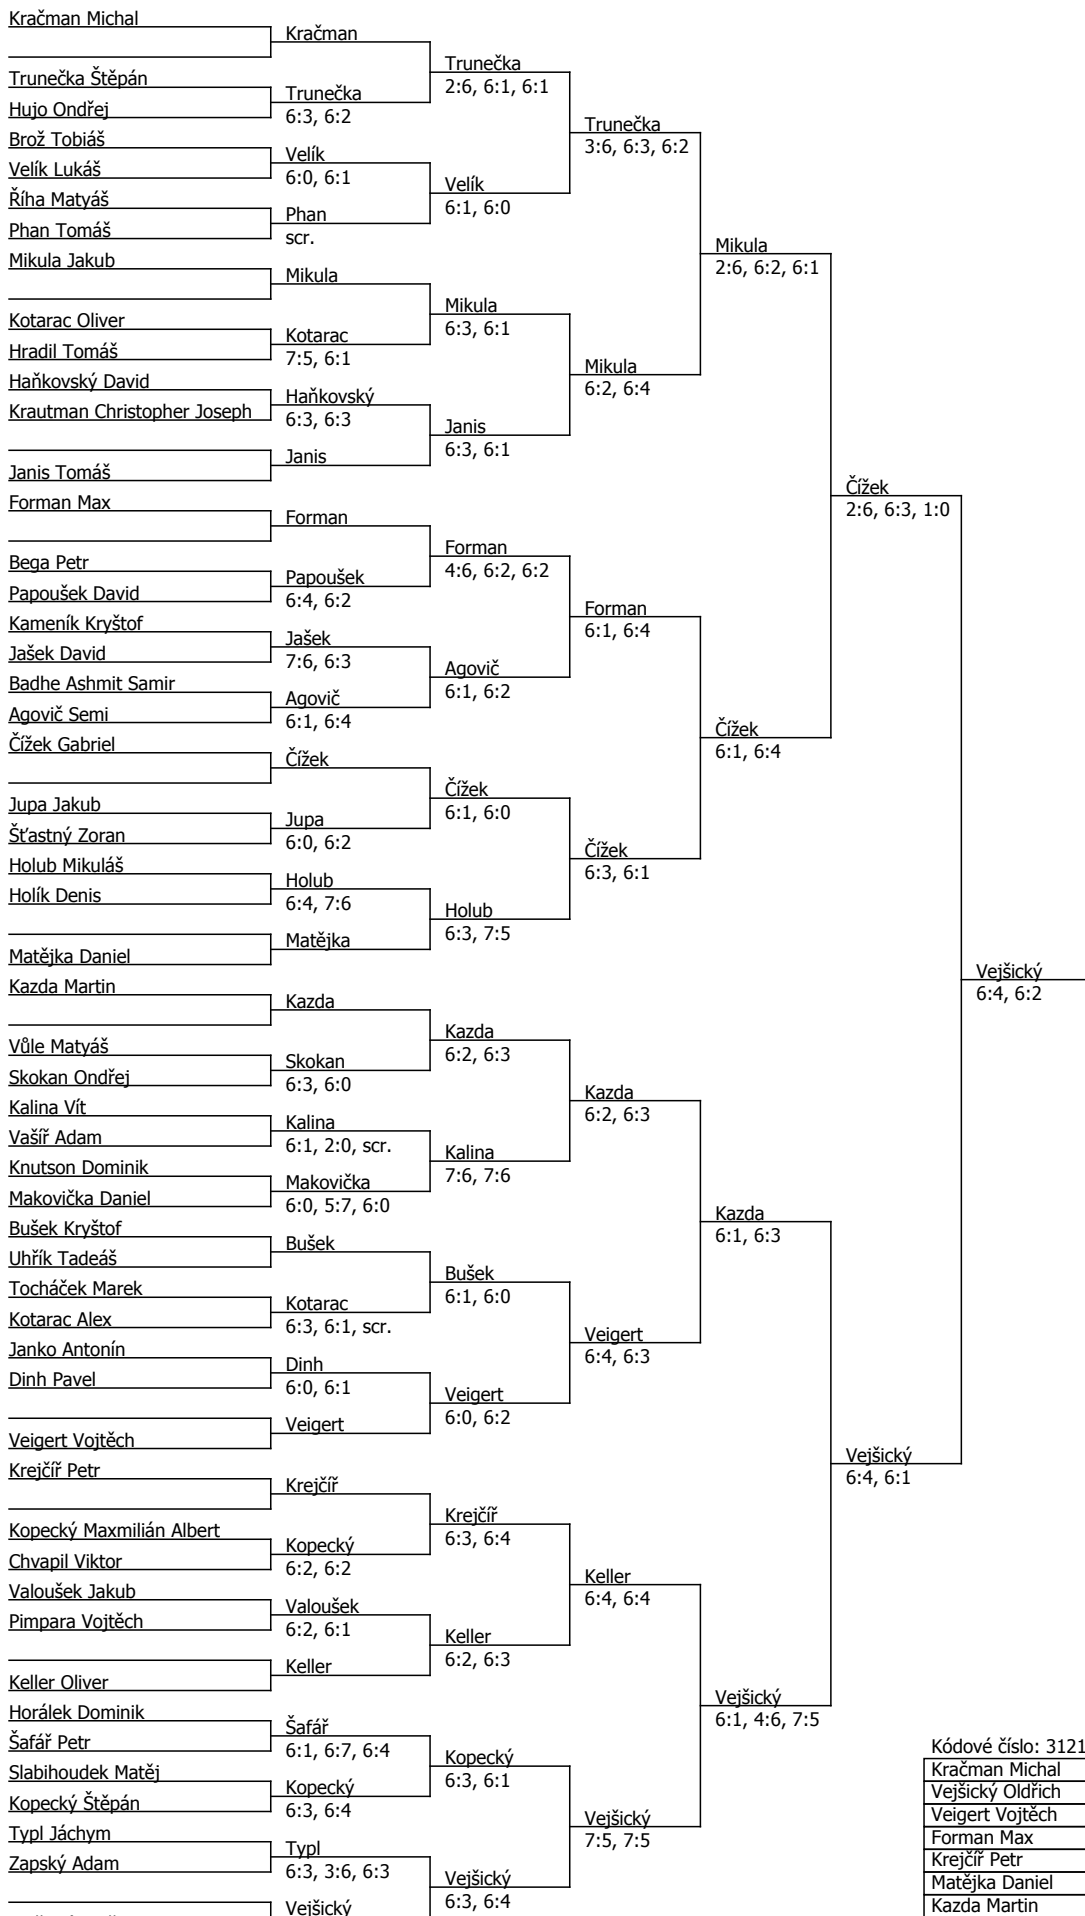 Kračman Michal
Kračman
Trunečka
2:6, 6:1, 6:1
Trunečka Štěpán
Trunečka
6:3, 6:2
Hujo Ondřej
Trunečka
3:6, 6:3, 6:2
Brož Tobiáš
Velík
6:0, 6:1
Velík Lukáš
Velík
6:1, 6:0
Říha Matyáš
Phan
scr.
Phan Tomáš
Mikula
2:6, 6:2, 6:1
Mikula Jakub
Mikula
Mikula
6:3, 6:1
Kotarac Oliver
Kotarac
7:5, 6:1
Hradil Tomáš
Mikula
6:2, 6:4
Haňkovský David
Haňkovský
6:3, 6:3
Krautman Christopher Joseph
Janis
6:3, 6:1
Janis
Janis Tomáš
Čížek
2:6, 6:3, 1:0
Forman Max
Forman
Forman
4:6, 6:2, 6:2
Bega Petr
Papoušek
6:4, 6:2
Papoušek David
Forman
6:1, 6:4
Kameník Kryštof
Jašek
7:6, 6:3
Jašek David
Agovič
6:1, 6:2
Badhe Ashmit Samir
Agovič
6:1, 6:4
Agovič Semi
Čížek
6:1, 6:4
Čížek Gabriel
Čížek
Čížek
6:1, 6:0
Jupa Jakub
Jupa
6:0, 6:2
Šťastný Zoran
Čížek
6:3, 6:1
Holub Mikuláš
Holub
6:4, 7:6
Holík Denis
Holub
6:3, 7:5
Matějka
Matějka Daniel
Vejšický
6:4, 6:2
Kazda Martin
Kazda
Kazda
6:2, 6:3
Vůle Matyáš
Skokan
6:3, 6:0
Skokan Ondřej
Kazda
6:2, 6:3
Kalina Vít
Kalina
6:1, 2:0, scr.
Vašíř Adam
Kalina
7:6, 7:6
Knutson Dominik
Makovička
6:0, 5:7, 6:0
Makovička Daniel
Kazda
6:1, 6:3
Bušek Kryštof
Bušek
Uhřík Tadeáš
Bušek
6:1, 6:0
Tocháček Marek
Kotarac
6:3, 6:1, scr.
Kotarac Alex
Veigert
6:4, 6:3
Janko Antonín
Dinh
6:0, 6:1
Dinh Pavel
Veigert
6:0, 6:2
Veigert
Veigert Vojtěch
Vejšický
6:4, 6:1
Krejčíř Petr
Krejčíř
Krejčíř
6:3, 6:4
Kopecký Maxmilián Albert
Kopecký
6:2, 6:2
Chvapil Viktor
Keller
6:4, 6:4
Valoušek Jakub
Valoušek
6:2, 6:1
Pimpara Vojtěch
Keller
6:2, 6:3
Keller
Keller Oliver
Vejšický
6:1, 4:6, 7:5
Horálek Dominik
Šafář
6:1, 6:7, 6:4
Šafář Petr
Kopecký
6:3, 6:1
Slabihoudek Matěj
Kopecký
6:3, 6:4
Kopecký Štěpán
Vejšický
7:5, 7:5
Typl Jáchym
Typl
6:3, 3:6, 6:3
Zapský Adam
Vejšický
6:3, 6:4
Vejšický
Kódové číslo: 3121
Kračman Michal
Vejšický Oldřich
Veigert Vojtěch
Forman Max
Krejčíř Petr
Matějka Daniel
Kazda Martin